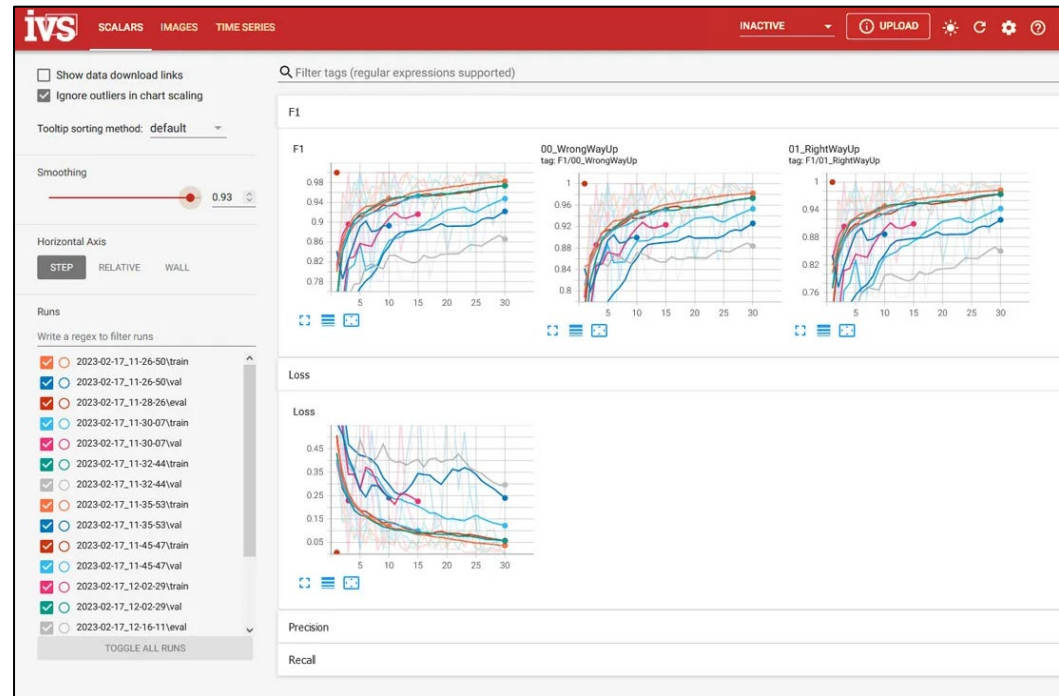 ivs SCALARS IMAGES TIME SERIES INACTIVE UPLOAD
Show data download links
Ignore outliers in chart scaling
Tooltip sorting method: default
Smoothing
0.93
Horizontal Axis
STEP RELATIVE WALL
Runs
Write a regex to filter runs
2023-02-17_11-26-50\train
2023-02-17_11-26-50\val
2023-02-17_11-28-26\eval
2023-02-17_11-30-07\train
2023-02-17_11-30-07\val
2023-02-17_11-32-44\train
2023-02-17_11-32-44\val
2023-02-17_11-35-53\train
2023-02-17_11-35-53\val
2023-02-17_11-45-47\train
2023-02-17_11-45-47\val
2023-02-17_12-02-29\train
2023-02-17_12-02-29\val
2023-02-17_12-16-11\eval
TOGGLE ALL RUNS
Filter tags (regular expressions supported)
F1
F1
0.98
0.94
0.9
0.86
0.82
0.78
5 10 15 20 25 30
00_WrongWayUp
tag: F1/00_WrongWayUp
1
0.96
0.92
0.88
0.84
0.8
5 10 15 20 25 30
01_RightWayUp
tag: F1/01_RightWayUp
1
0.94
0.88
0.82
0.76
5 10 15 20 25 30
Loss
Loss
0.45
0.35
0.25
0.15
0.05
5 10 15 20 25 30
Precision
Recall